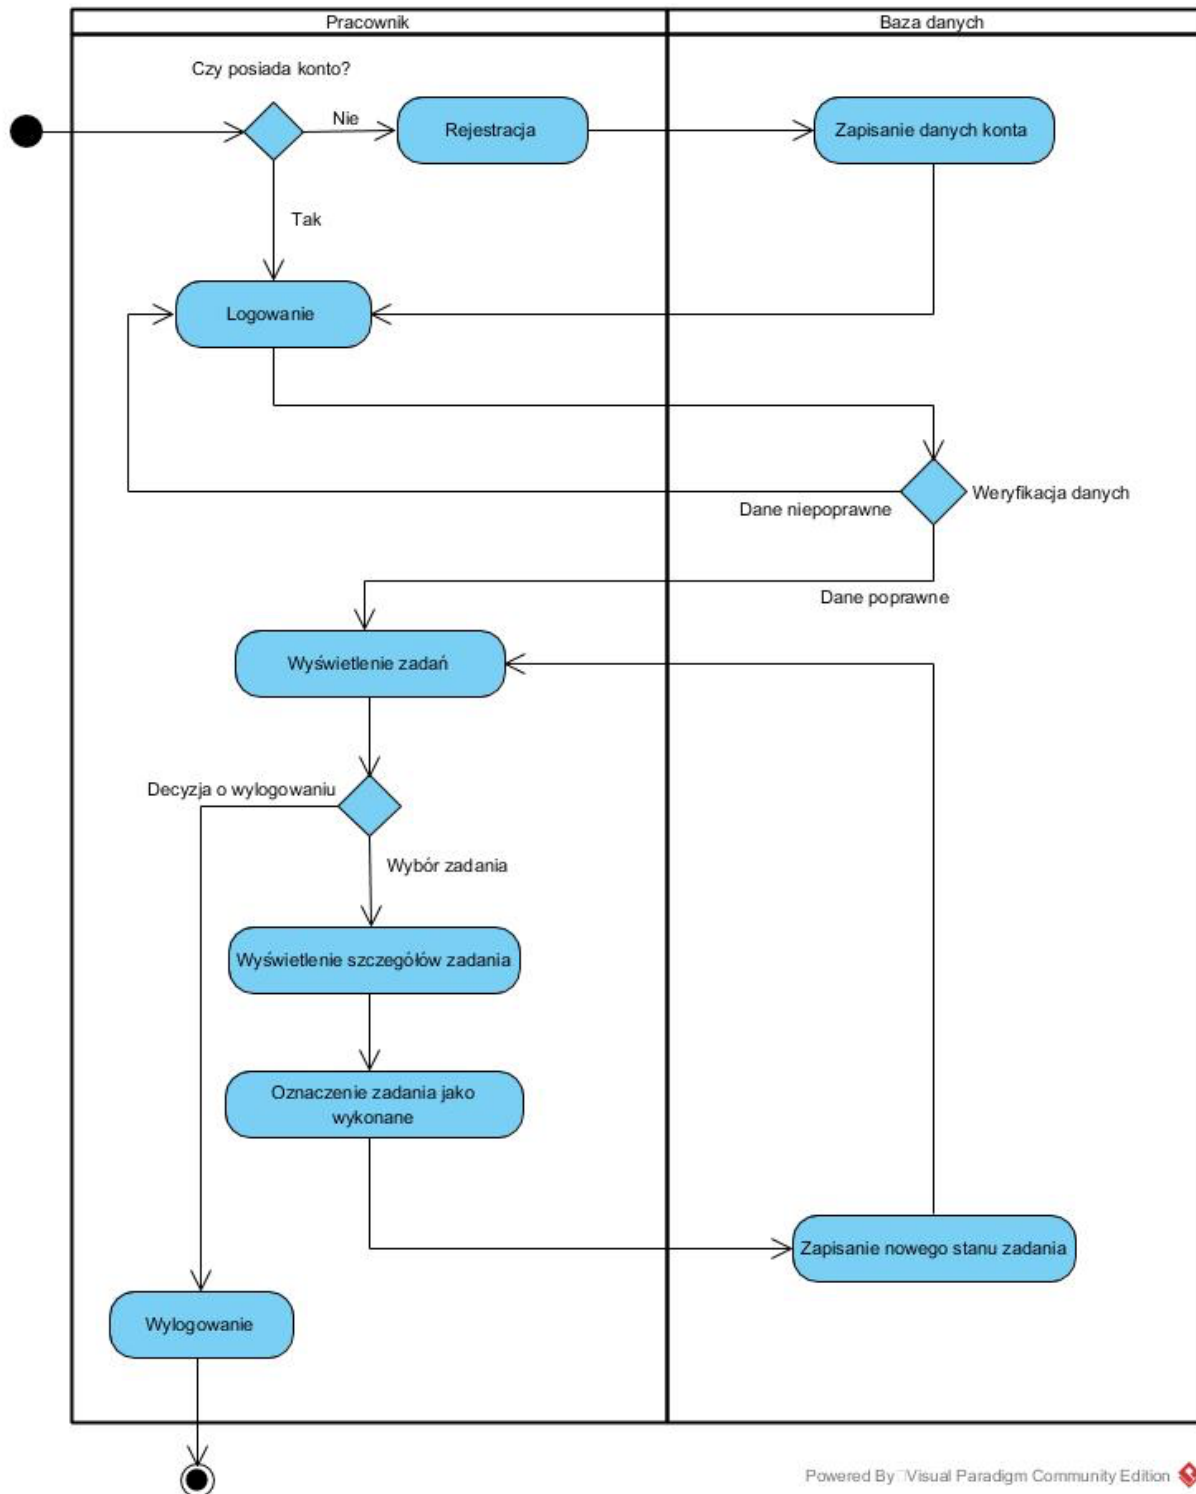 Pracownik
Baza danych
Czy posiada konto?
Nie
Rejestracja
Zapisanie danych konta
Tak
Logowanie
Weryfikacja danych
Dane niepoprawne
Dane poprawne
Wyświetlenie zadań
Decyzja o wylogowaniu
Wybór zadania
Wyświetlenie szczegółów zadania
Oznaczenie zadania jako
wykonane
Zapisanie nowego stanu zadania
Wylogowanie
Powered By Visual Paradigm Community Edition